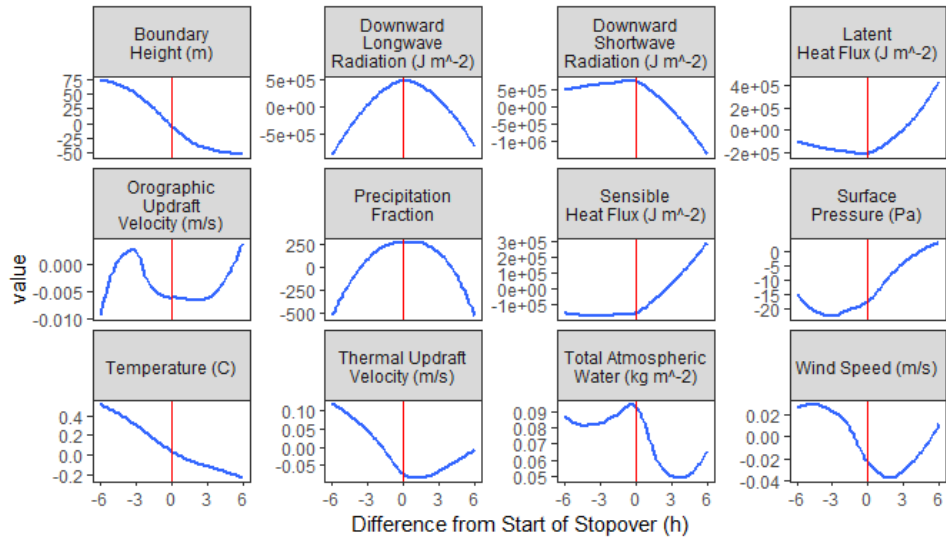 Boundary
Height (m)
Downward
Longwave
Radiation (J m^-2)
Downward
Shortwave
Radiation (J m^-2)
Latent
Heat Flux (J m^-2)
75
50
25
0
-25
-50
5e+05
0e+00
-5e+05
5e+05
0e+00
-5e+05
-1e+06
4e+05
2e+05
0e+00
-2e+05
Orographic
Updraft
Velocity (m/s)
Precipitation
Fraction
Sensible
Heat Flux (J m^-2)
Surface
Pressure (Pa)
0.000
-0.005
-0.010
250
0
-250
-500
3e+05
2e+05
1e+05
0e+00
-1e+05
0
-5
-10
-15
-20
value
Temperature (C)
Thermal Updraft
Velocity (m/s)
Total Atmospheric
Water (kg m^-2)
Wind Speed (m/s)
0.4
0.2
0.0
-0.2
0.10
0.05
0.00
-0.05
0.09
0.08
0.07
0.06
0.05
0.02
0.00
-0.02
-0.04
-6 -3 0 3 6
-6 -3 0 3 6
-6 -3 0 3 6
-6 -3 0 3 6
Difference from Start of Stopover (h)